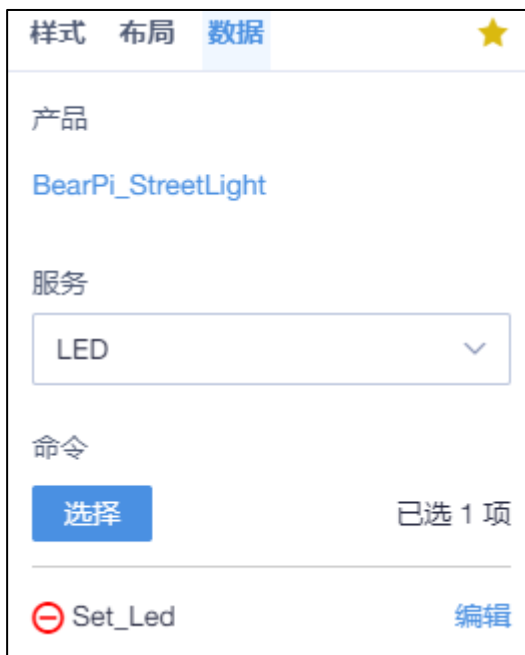 样式 布局 数据
产品
BearPi_StreetLight
服务
LED
命令
选择 已选 1 项
Set_Led 编辑